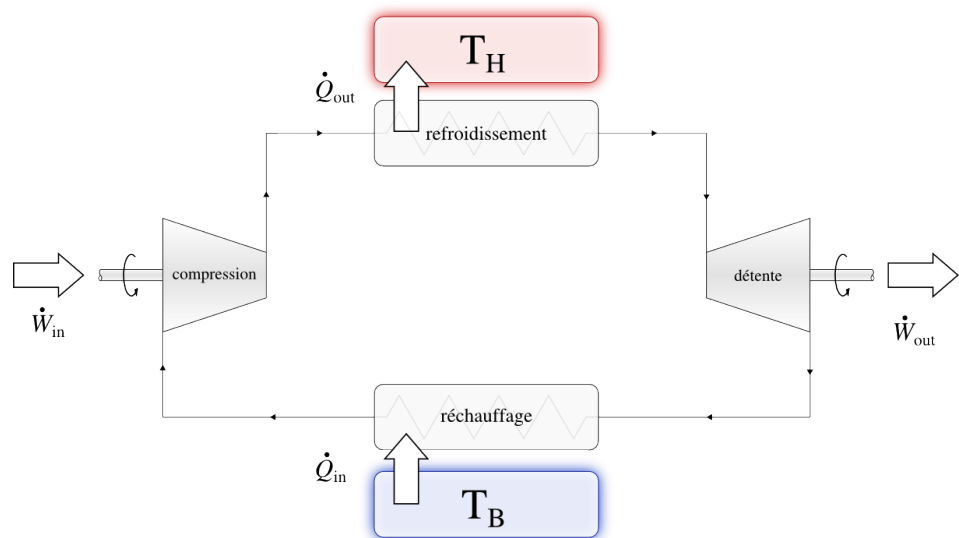 T_H
Q̇_out
refroidissement
compression
détente
Ẇ_in
Ẇ_out
réchauffage
Q̇_in
T_B